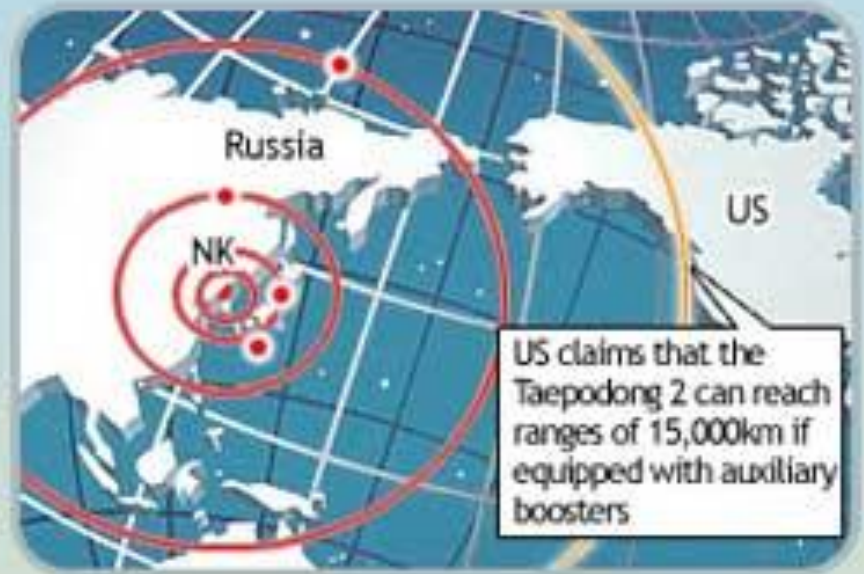 Russia
US
NK
US claims that the
Taepodong 2 can reach
ranges of 15,000km if
equipped with auxiliary
boosters